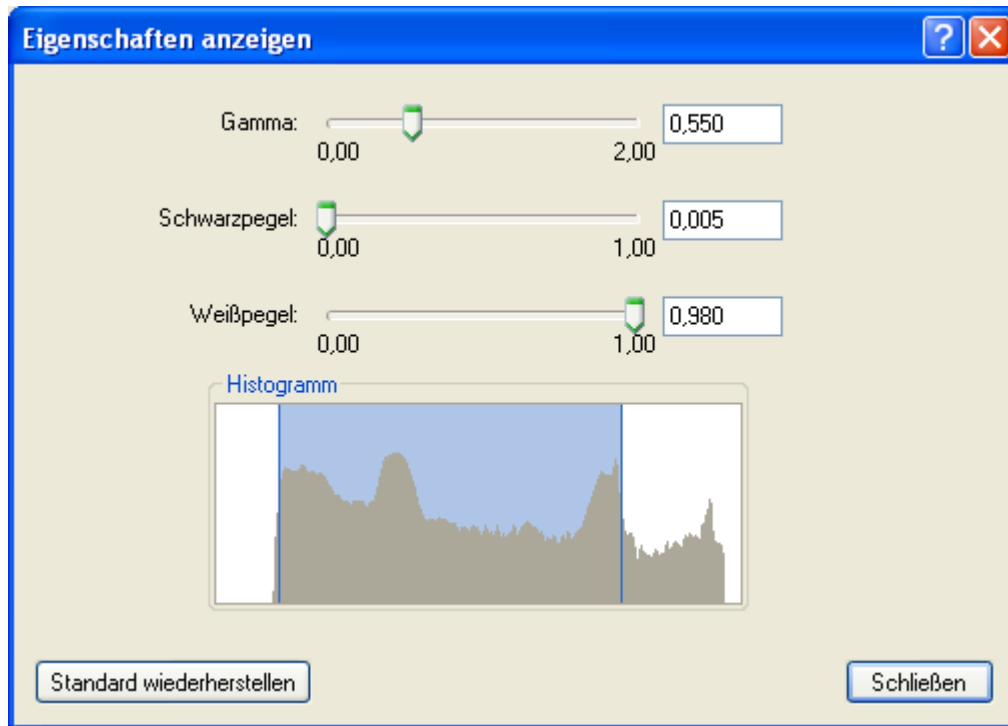 Eigenschaften anzeigen
Gamma: 0,550
0,00 2,00
Schwarzpegel: 0,005
0,00 1,00
Weißpegel: 0,980
0,00 1,00
Histogramm
Standard wiederherstellen Schließen